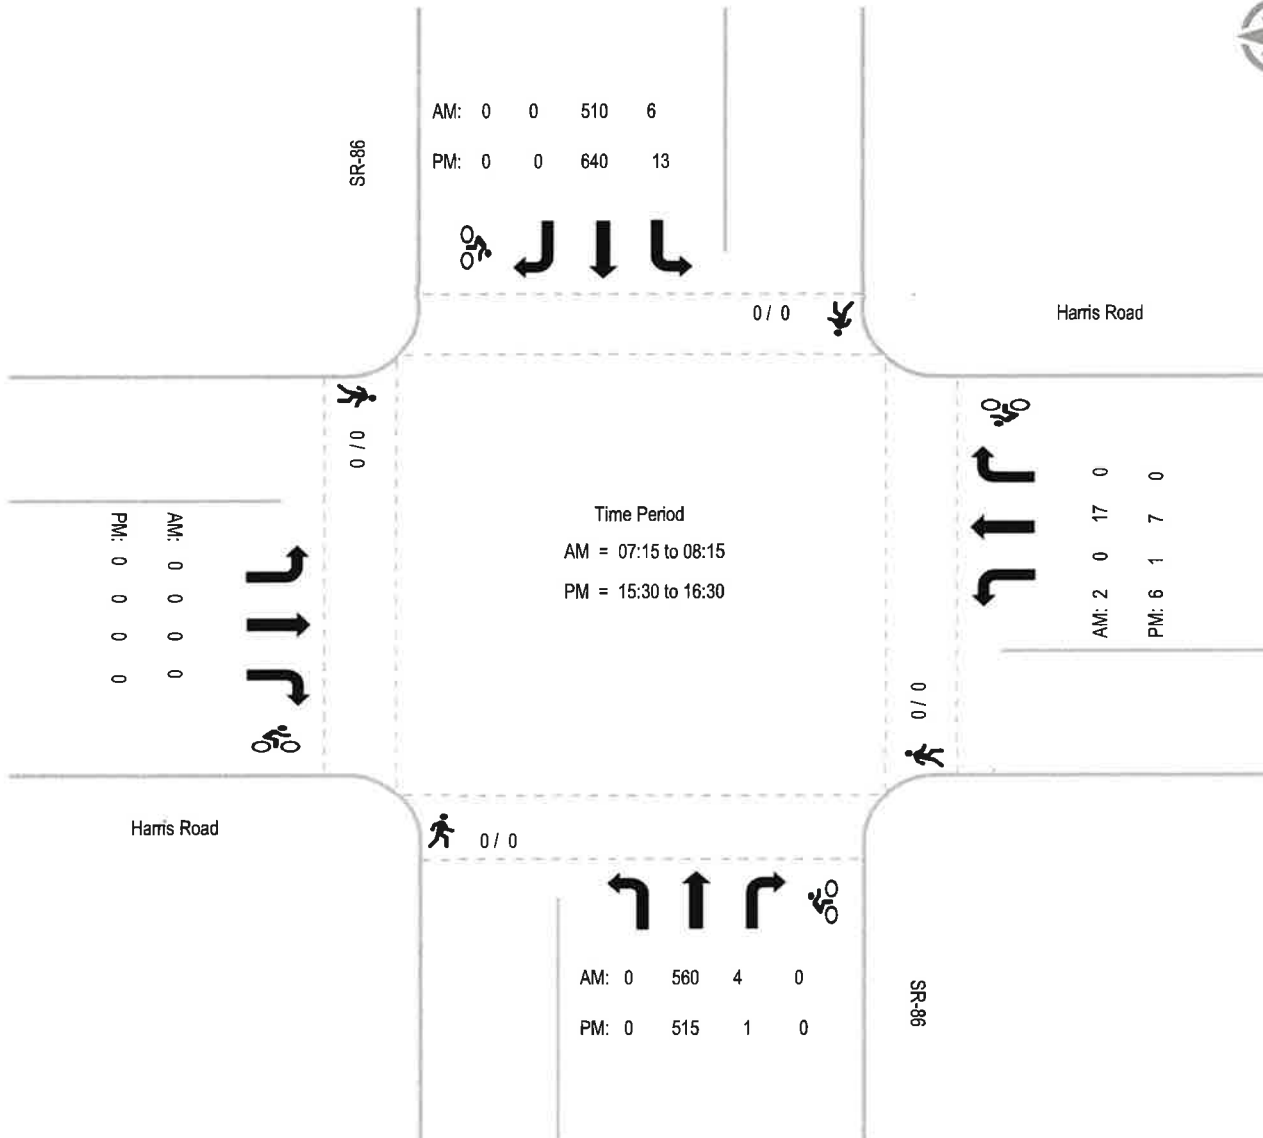 AM: 0 0 510 6
PM: 0 0 640 13
SR-86
0 / 0
Harris Road
0 / 0
Time Period
AM = 07:15 to 08:15
PM = 15:30 to 16:30
AM: 0 0 0 0
PM: 0 0 0 0
AM: 2 0 17 0
PM: 6 1 7 0
0 / 0
Harris Road
0 / 0
AM: 0 560 4 0
PM: 0 515 1 0
SR-86